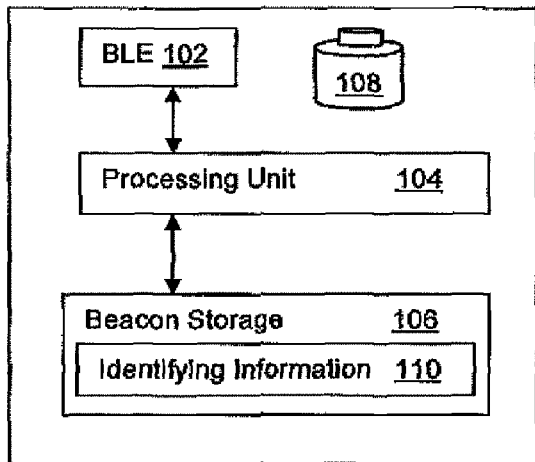 BLE 102
108
Processing Unit 104
Beacon Storage 106
Identifying Information 110